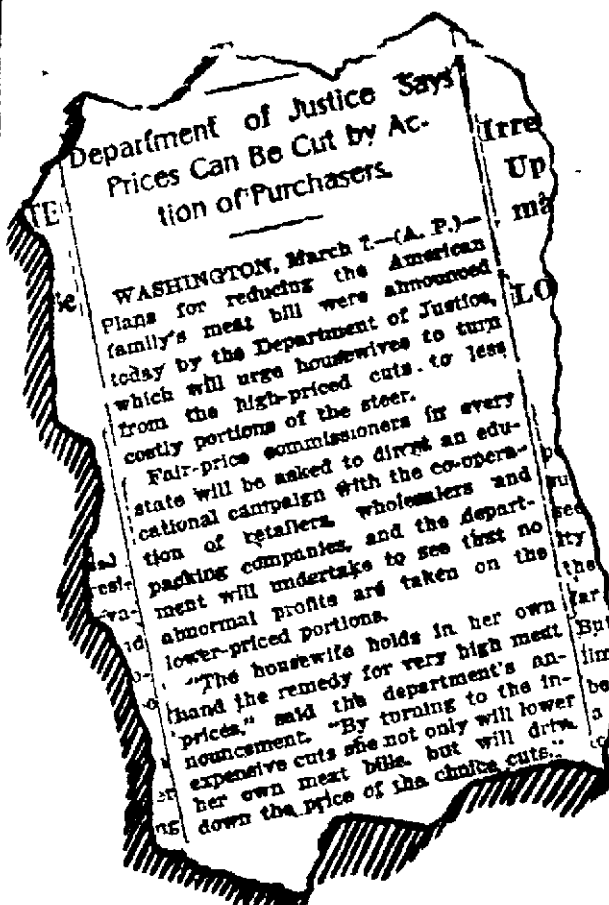 Department of Justice Says
Prices Can Be Cut by Ac-
tion of Purchasers.
WASHINGTON, March 7.—(A. P.)—
Plans for reducing the American
family's meat bill were announced
today by the Department of Justice,
which will urge housewives to turn
from the high-priced cuts to less
costly portions of the steer.
Fair-price commissioners in every
state will be asked to direct an edu-
cational campaign with the co-opera-
tion of retailers, wholesalers and
packing companies, and the depart-
ment will undertake to see that no
abnormal profits are taken on the
lower-priced portions.
"The housewife holds in her own
hand the remedy for very high meat
prices," said the department's an-
nouncement. "By turning to the in-
expensive cuts she not only will lower
her own meat bills, but will drive
down the price of the choice cuts."
Irre
Up
ma
LO
TE